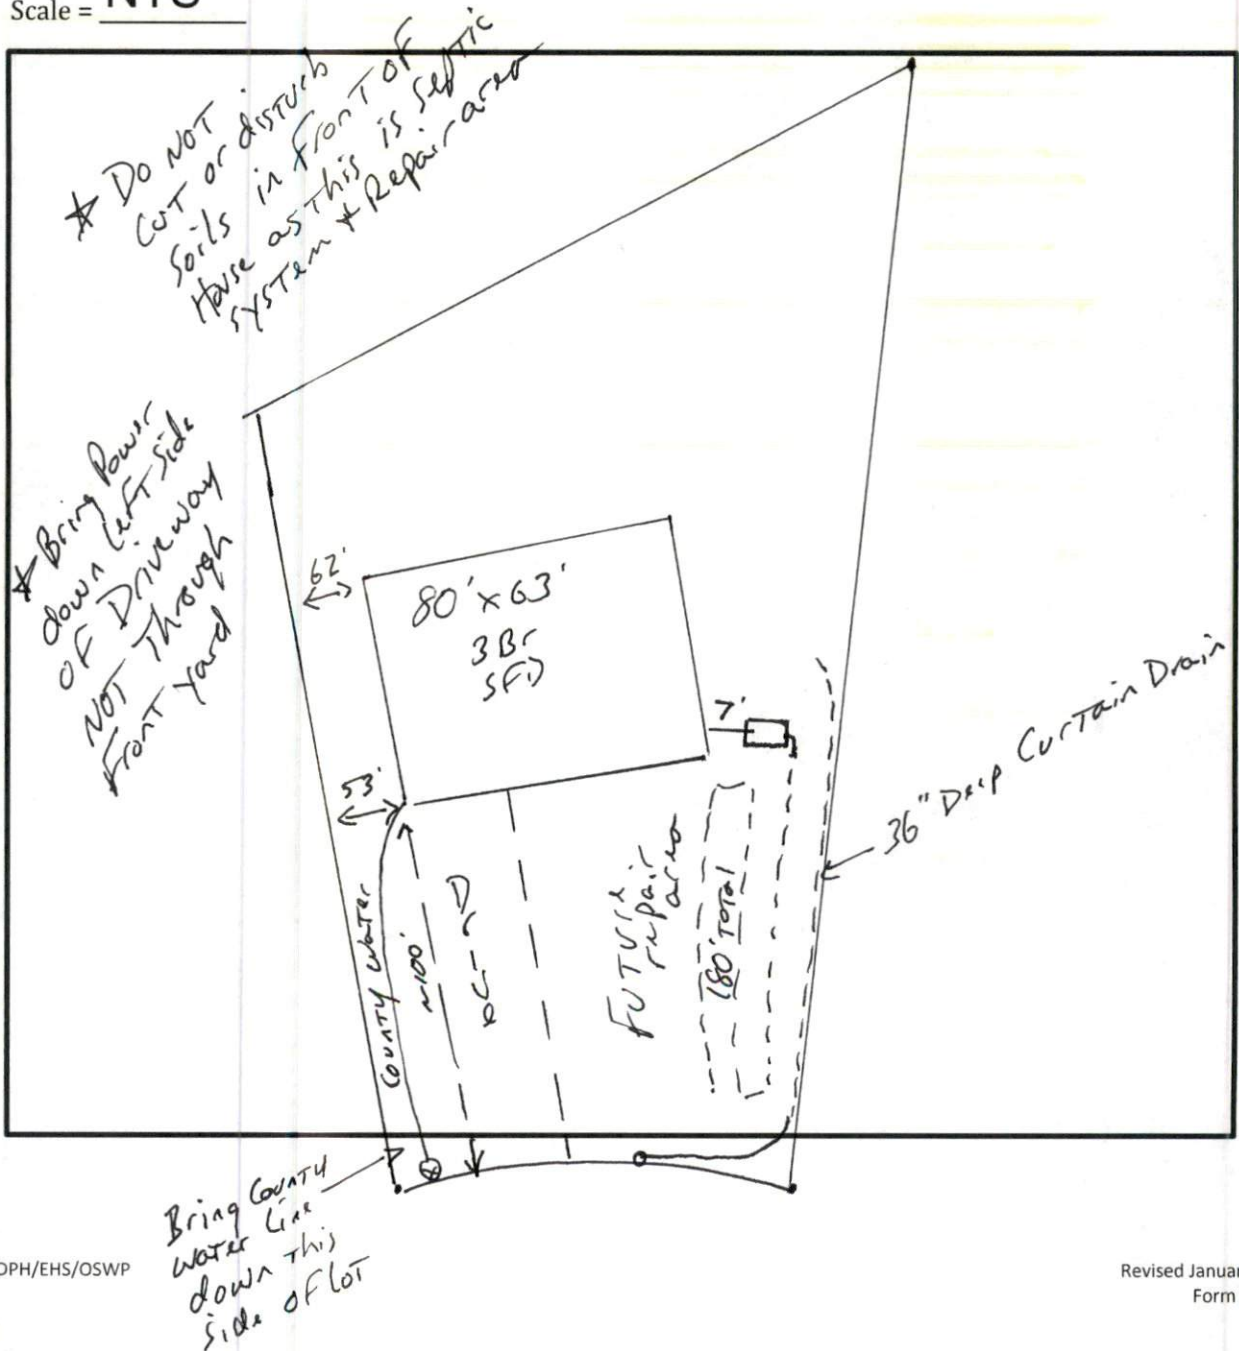 Scale = NTS
★ Do NOT
CUT or disturb
Soils in FronT OF
House as This is SepTic
sysTem & Repair area
★ Bring Power
down LefT Side
OF Driveway
NOT Through
FronT yard
62'
80' x 63'
3Br
SFD
7'
36" Deep CurTain Drain
53'
County Water
~100'
FUTUre
repair
area
180' ToTal
Bring County
Water Line
down This
Side OF LoT
DPH/EHS/OSWP
Revised Januar
Form